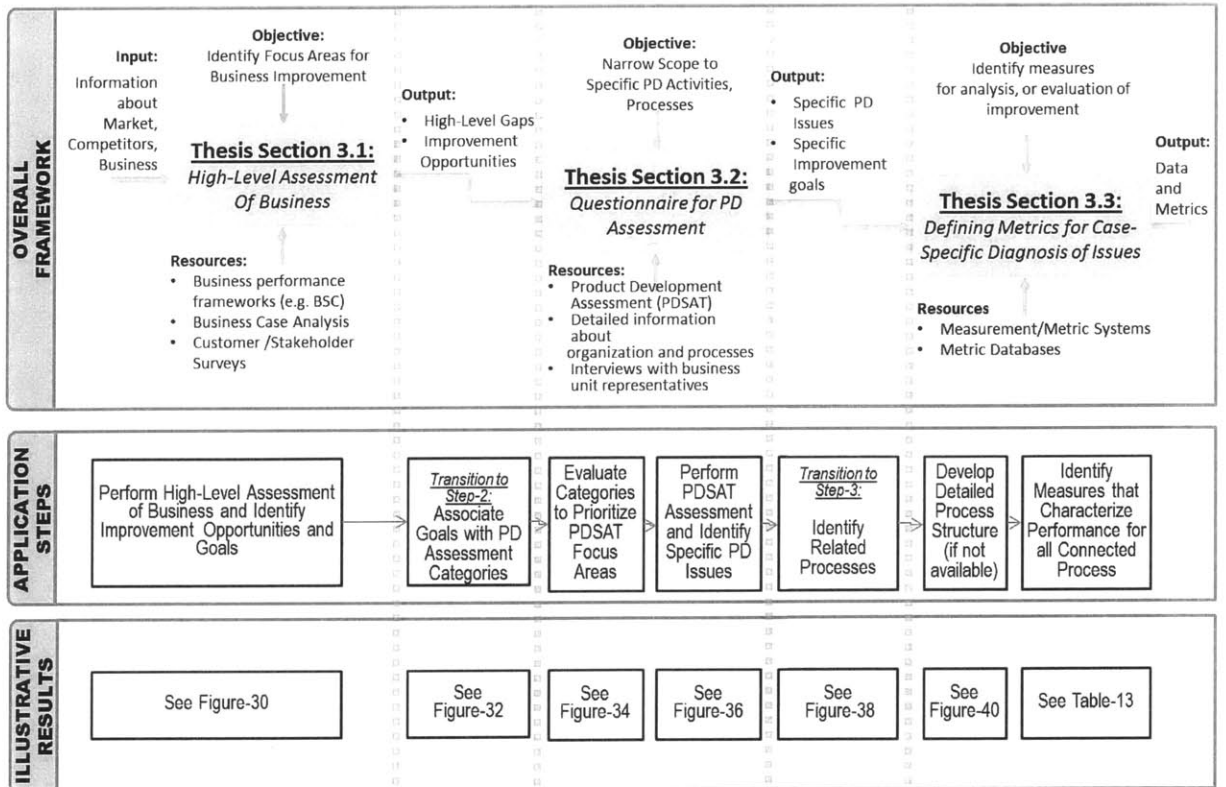 OVERALL
FRAMEWORK
Input:
Information
about
Market,
Competitors,
Business
Objective:
Identify Focus Areas for
Business Improvement
Thesis Section 3.1:
High-Level Assessment
Of Business
Resources:
• Business performance
frameworks (e.g. BSC)
• Business Case Analysis
• Customer /Stakeholder
Surveys
Output:
• High-Level Gaps
• Improvement
Opportunities
Objective:
Narrow Scope to
Specific PD Activities,
Processes
Thesis Section 3.2:
Questionnaire for PD
Assessment
Resources:
• Product Development
Assessment (PDSAT)
• Detailed information
about
organization and processes
• Interviews with business
unit representatives
Output:
• Specific PD
Issues
• Specific
Improvement
goals
Objective
Identify measures
for analysis, or evaluation of
improvement
Thesis Section 3.3:
Defining Metrics for Case-
Specific Diagnosis of Issues
Resources
• Measurement/Metric Systems
• Metric Databases
Output:
Data
and
Metrics
APPLICATION
STEPS
Perform High-Level Assessment
of Business and Identify
Improvement Opportunities and
Goals
Transition to
Step-2:
Associate
Goals with PD
Assessment
Categories
Evaluate
Categories
to Prioritize
PDSAT
Focus
Areas
Perform
PDSAT
Assessment
and Identify
Specific PD
Issues
Transition to
Step-3:
Identify
Related
Processes
Develop
Detailed
Process
Structure
(if not
available)
Identify
Measures that
Characterize
Performance for
all Connected
Process
ILLUSTRATIVE
RESULTS
See Figure-30
See
Figure-32
See
Figure-34
See
Figure-36
See
Figure-38
See
Figure-40
See Table-13